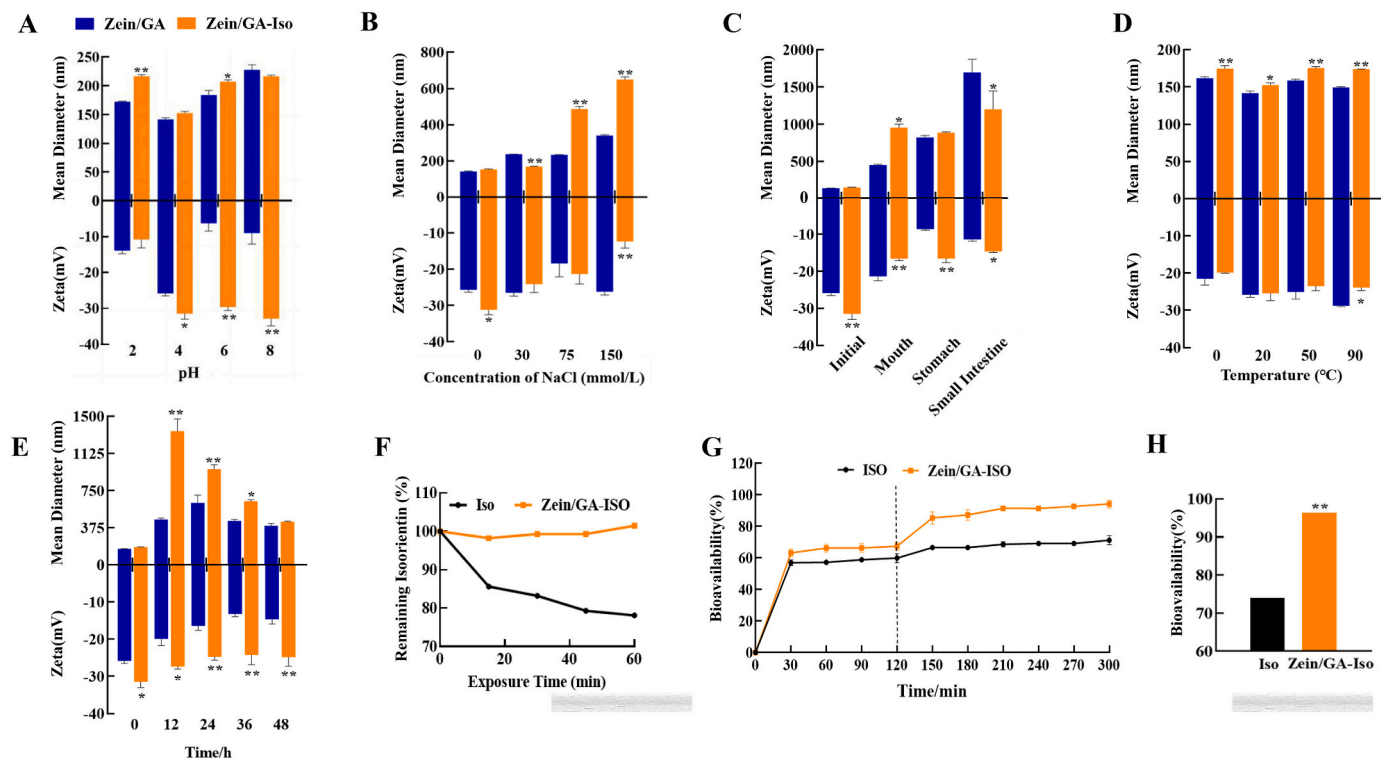 A
Zein/GA
Zein/GA-Iso
Mean Diameter (nm)
Zeta(mV)
250
200
150
100
50
0
-10
-20
-30
-40
** * * ** **
2 4 6 8
pH
B
Mean Diameter (nm)
Zeta(mV)
800
600
400
200
0
-10
-20
-30
-40
** ** ** * **
0 30 75 150
Concentration of NaCl (mmol/L)
C
Mean Diameter (nm)
Zeta(mV)
2000
1500
1000
500
0
-10
-20
-30
-40
* * ** ** ** *
Initial
Mouth
Stomach
Small Intestine
D
Mean Diameter (nm)
Zeta(mV)
200
150
100
50
0
-10
-20
-30
-40
** * ** ** *
0 20 50 90
Temperature (°C)
E
Mean Diameter (nm)
Zeta(mV)
1500
1125
750
375
0
-10
-20
-30
-40
** ** * * * ** ** **
0 12 24 36 48
Time/h
F
Iso
Zein/GA-ISO
Remaining Isoorientin (%)
110
100
90
80
70
0 20 40 60
Exposure Time (min)
G
ISO
Zein/GA-ISO
Bioavailability(%)
120
100
80
60
40
20
0
0 30 60 90 120 150 180 210 240 270 300
Time/min
H
Bioavailability(%)
100
90
80
70
60
**
Iso Zein/GA-Iso